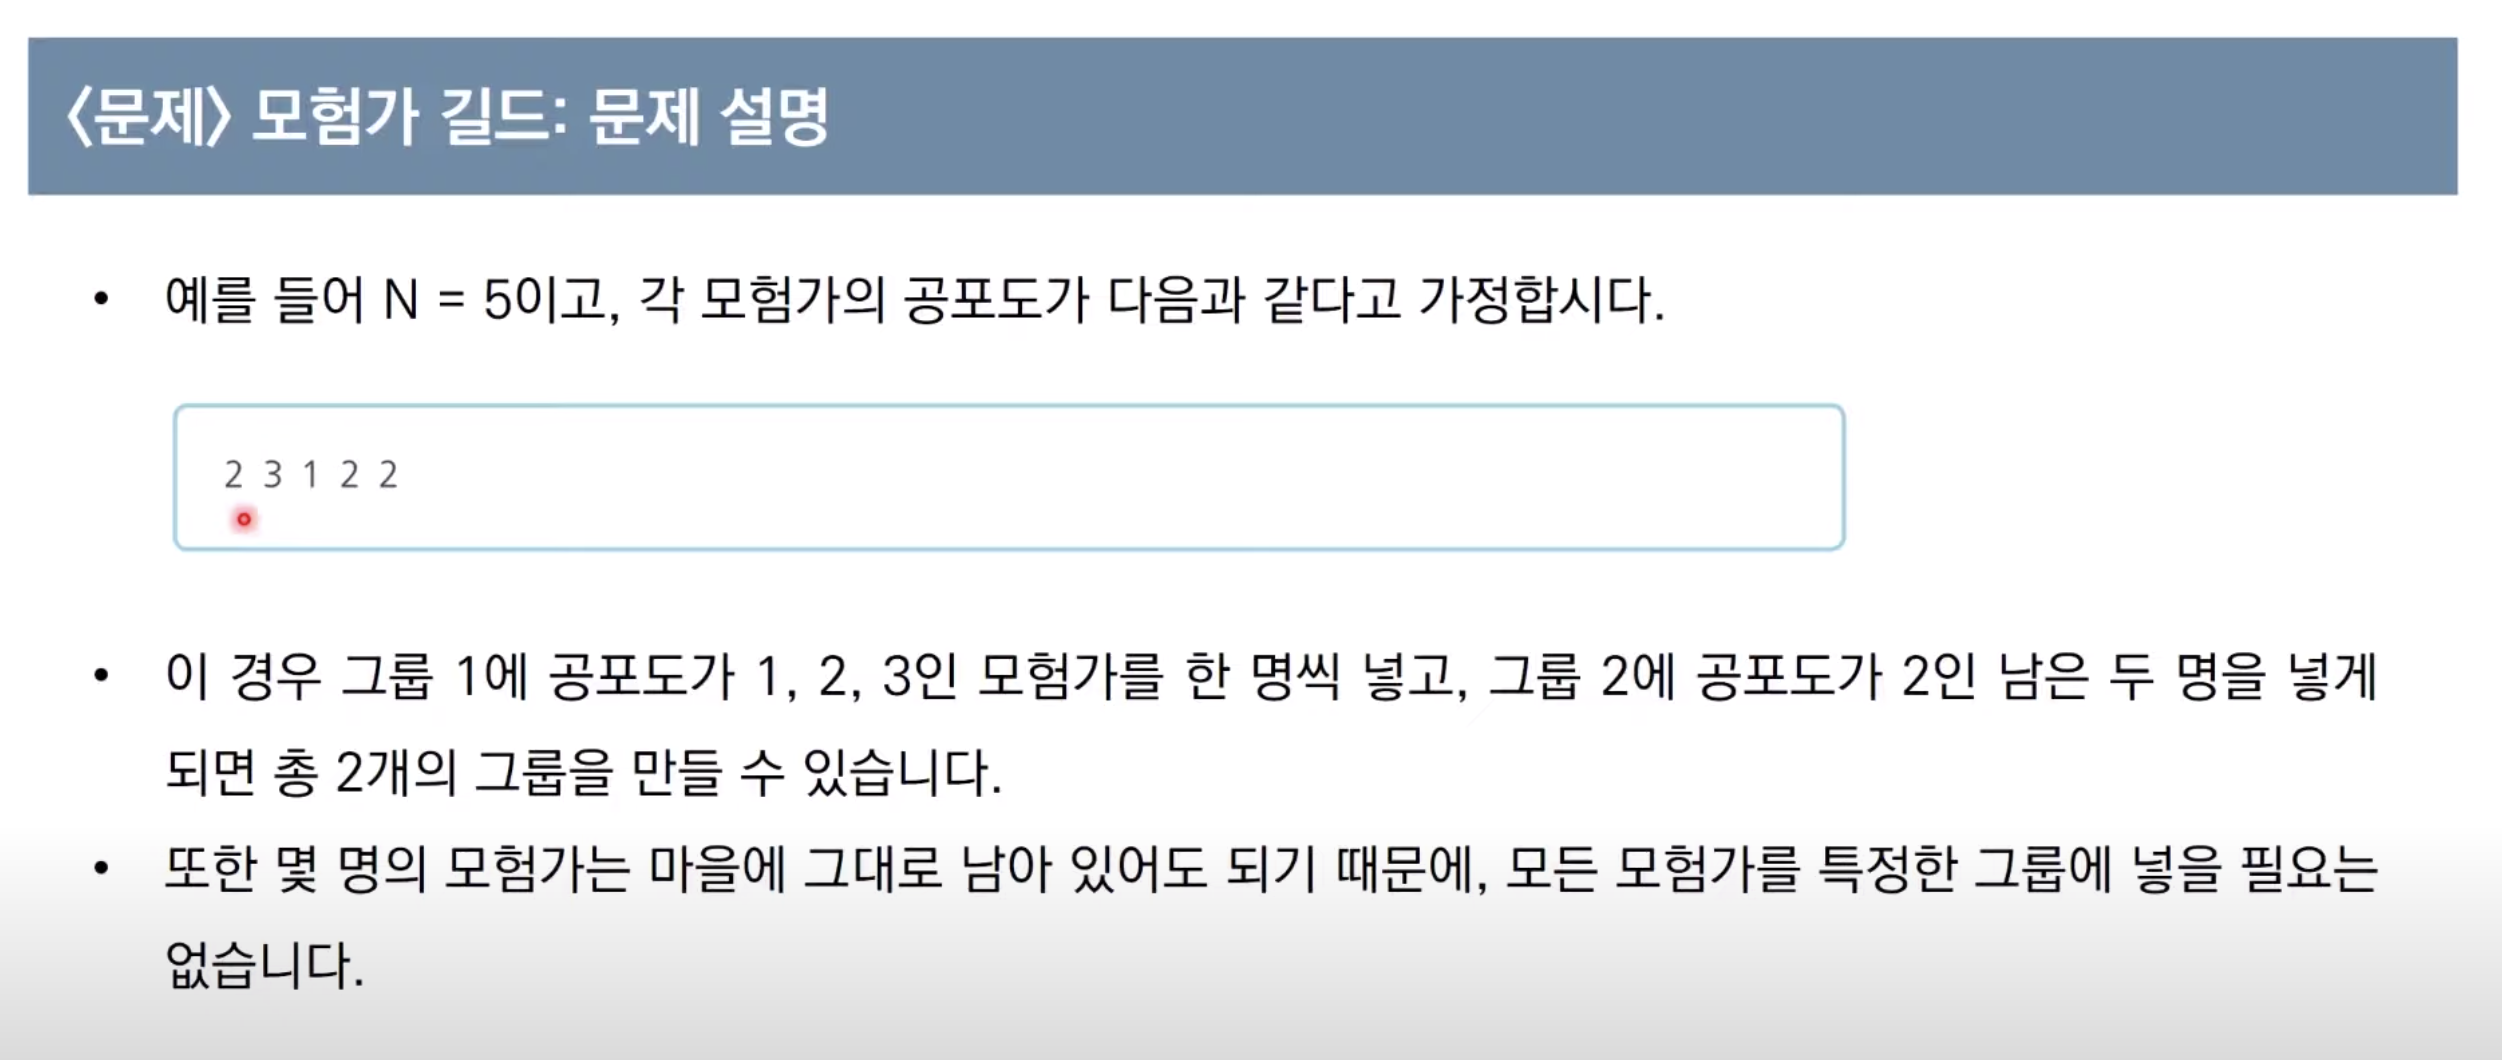 〈문제〉 모험가 길드: 문제 설명
• 예를 들어 N = 5이고, 각 모험가의 공포도가 다음과 같다고 가정합시다.
2 3 1 2 2
• 이 경우 그룹 1에 공포도가 1, 2, 3인 모험가를 한 명씩 넣고, 그룹 2에 공포도가 2인 남은 두 명을 넣게
되면 총 2개의 그룹을 만들 수 있습니다.
• 또한 몇 명의 모험가는 마을에 그대로 남아 있어도 되기 때문에, 모든 모험가를 특정한 그룹에 넣을 필요는
없습니다.